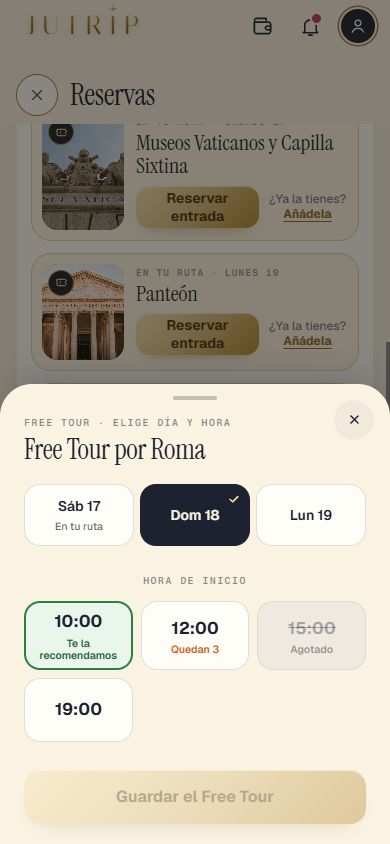 JUTRIP
Reservas
Museos Vaticanos y Capilla
Sixtina
Reservar
entrada
¿Ya la tienes?
Añádela
EN TU RUTA · LUNES 19
Panteón
Reservar
entrada
¿Ya la tienes?
Añádela
FREE TOUR · ELIGE DÍA Y HORA
Free Tour por Roma
Sáb 17
En tu ruta
Dom 18
Lun 19
HORA DE INICIO
10:00
Te la
recomendamos
12:00
Quedan 3
15:00
Agotado
19:00
Guardar el Free Tour